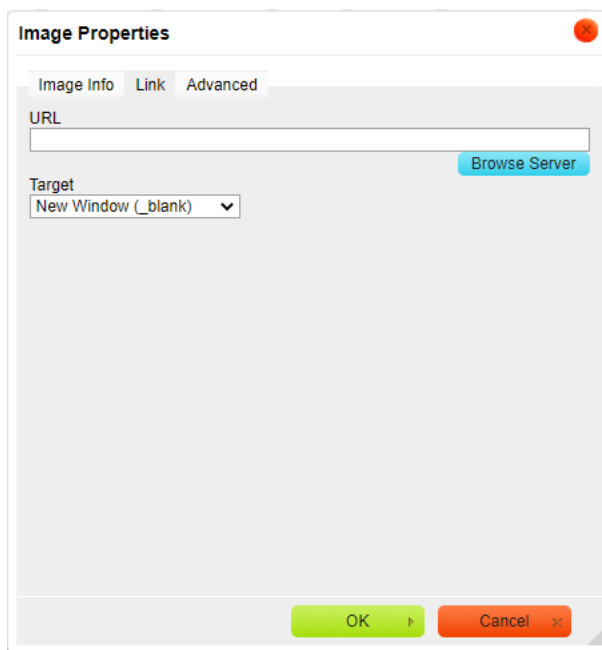 Image Properties
Image Info Link Advanced
URL
Browse Server
Target
New Window (_blank)
OK
Cancel